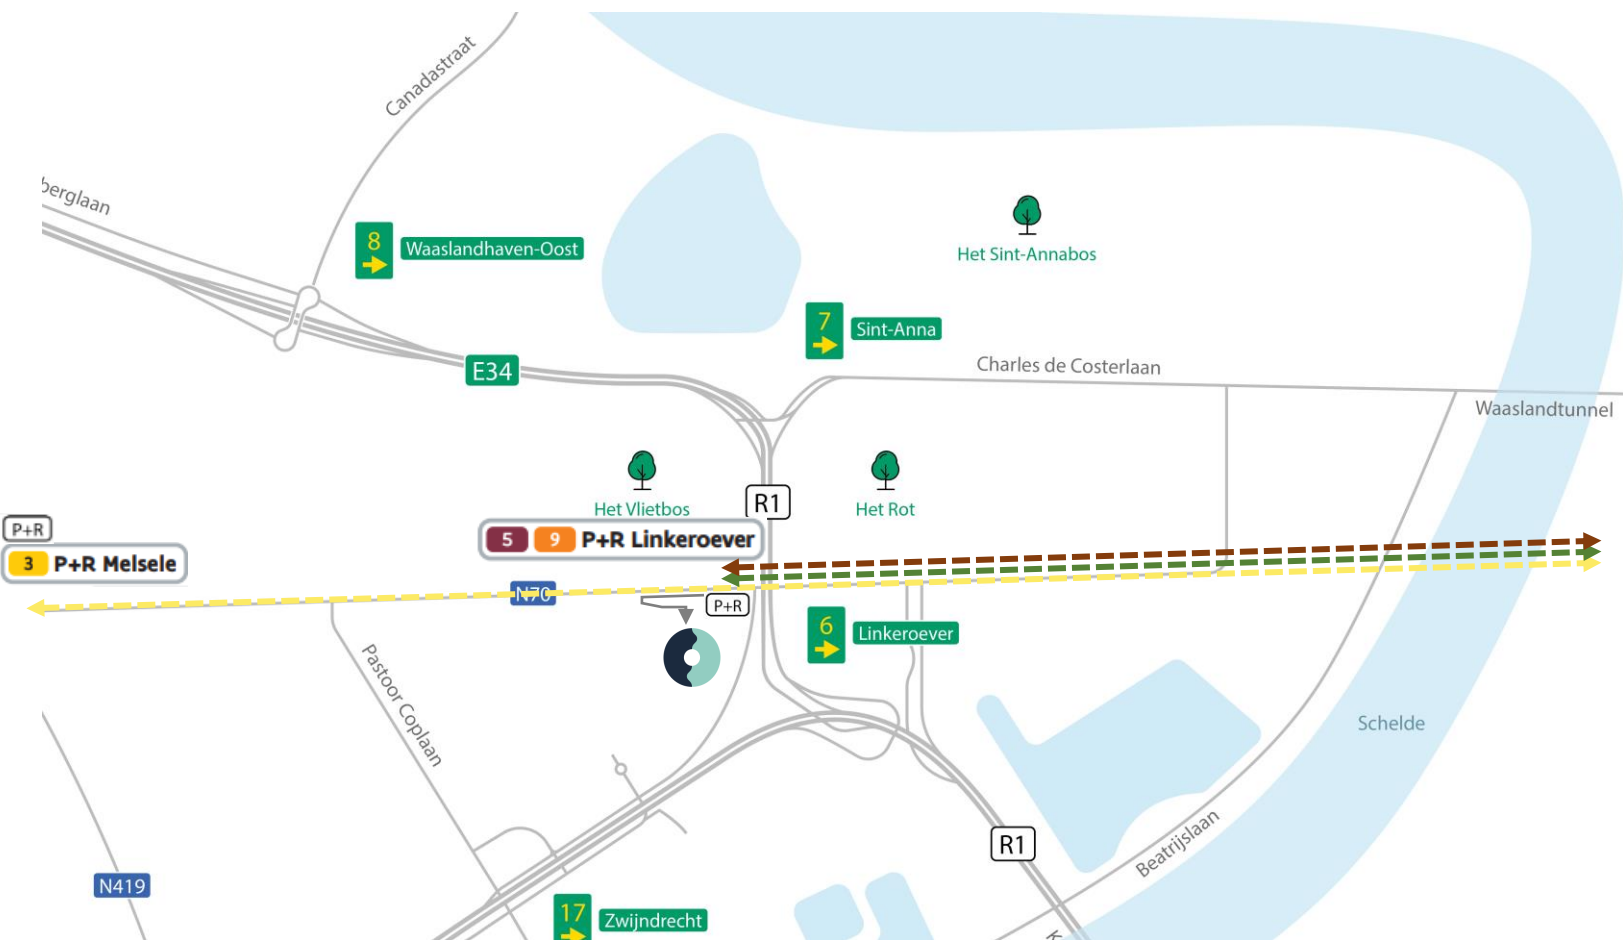 Canadastraat
berglaan
8
Waaslandhaven-Oost
Het Sint-Annabos
7
Sint-Anna
E34
Charles de Costerlaan
Waaslandtunnel
Het Vlietbos
R1
Het Rot
P+R
5 9 P+R Linkeroever
3 P+R Melsele
N70
P+R
6
Linkeroever
Pastoor Coplaan
Schelde
R1
Beatrijslaan
N419
17
Zwijndrecht
K